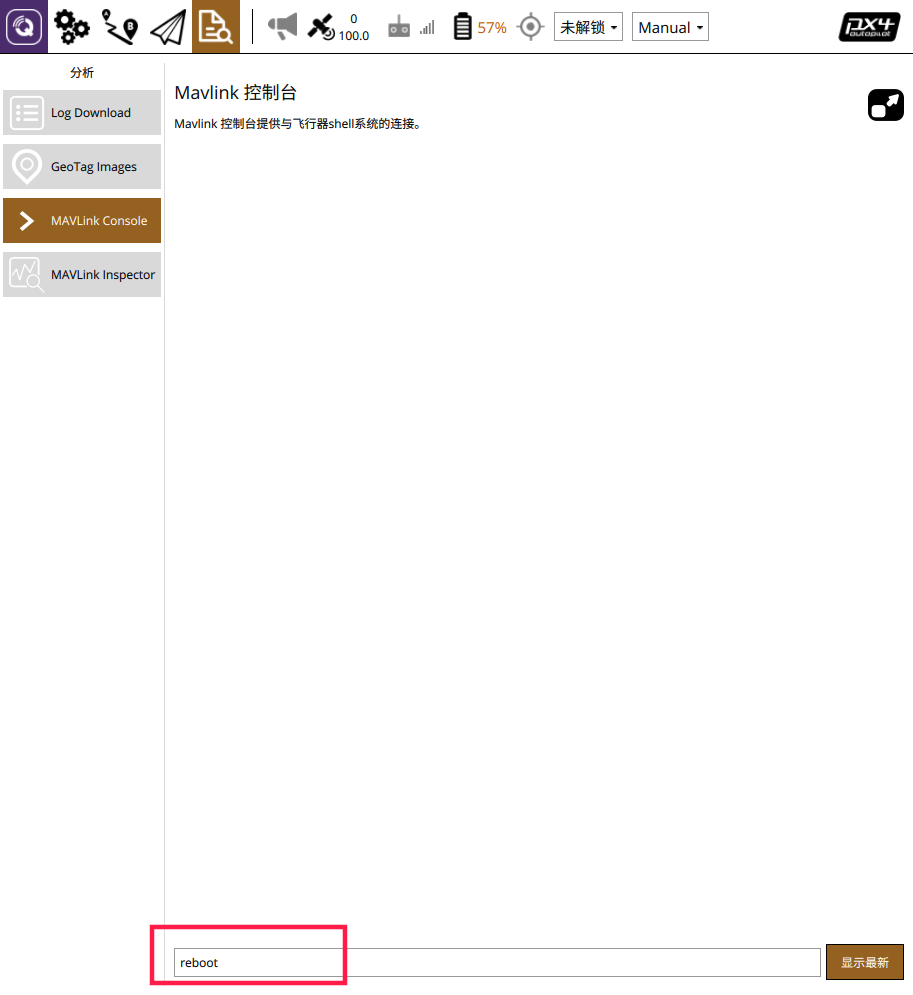 0
100.0
57%
未解锁
Manual
PX4
autopilot
分析
Log Download
GeoTag Images
MAVLink Console
MAVLink Inspector
Mavlink 控制台
Mavlink 控制台提供与飞行器shell系统的连接。
reboot
显示最新